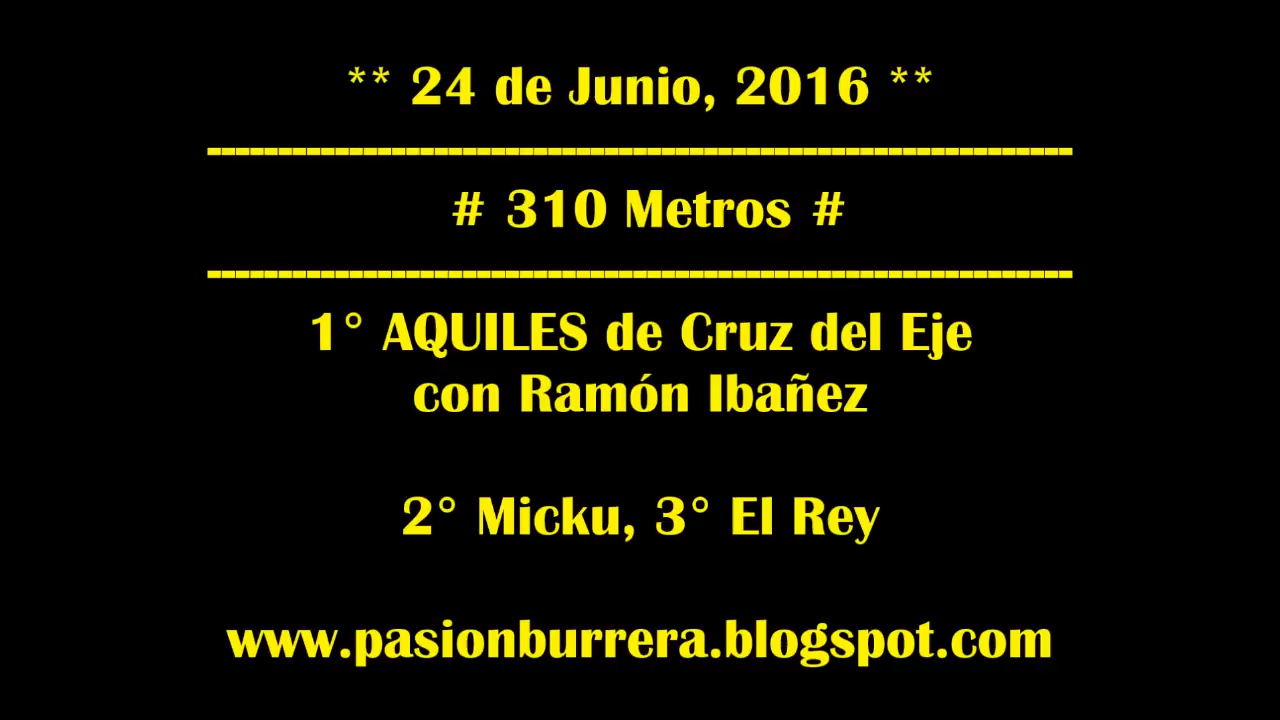 ** 24 de Junio, 2016 **
--------------------------------------------------------------
# 310 Metros #
--------------------------------------------------------------
1° AQUILES de Cruz del Eje
con Ramón Ibañez
2° Micku, 3° El Rey
www.pasionburrera.blogspot.com